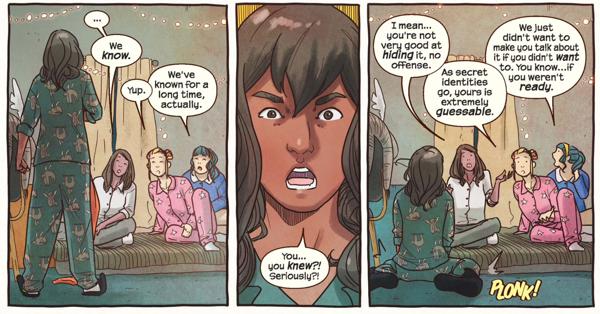 ...
We
know.
Yup.
We've
known for a
long time,
actually.
You...
you knew?!
Seriously?!
I mean...
you're not
very good at
hiding it, no
offense.
As secret
identities
go, yours is
extremely
guessable.
We just
didn't want to
make you talk about
it if you didn't want
to. You know...if
you weren't
ready.
PLONK!